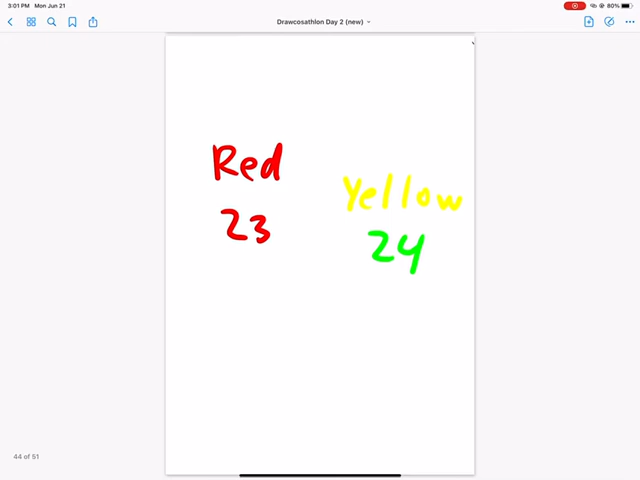 3:01 PM Mon Jun 21
80%
Drawcosathlon Day 2 (new)
Red
23
Yellow
24
44 of 51